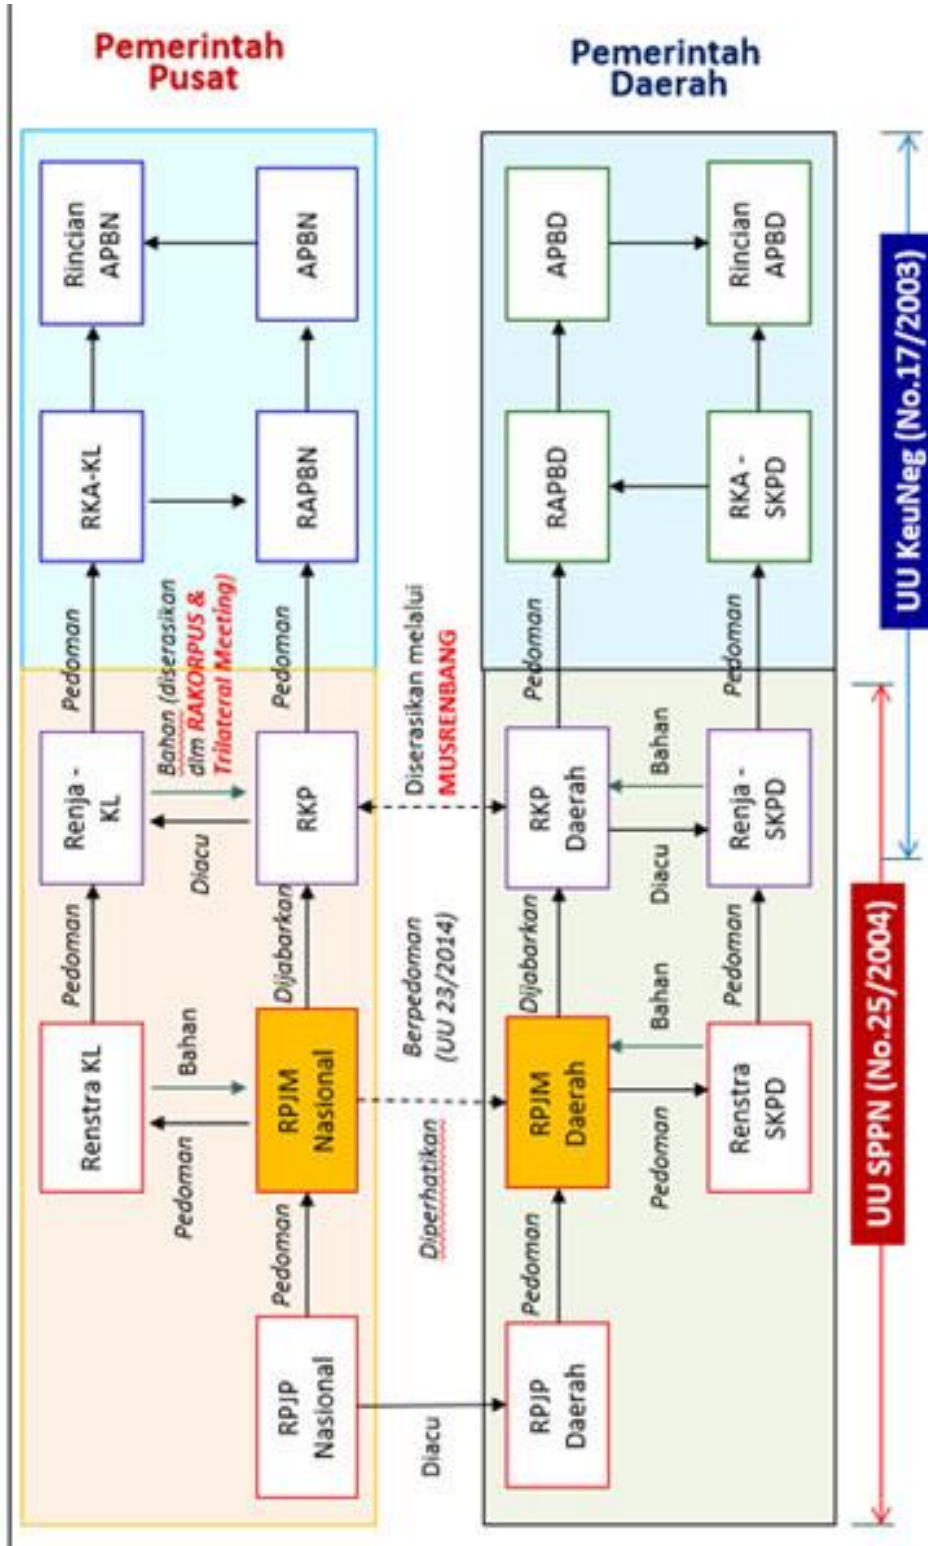 Pemerintah
Pusat
Pemerintah
Daerah
Renstra KL
Pedoman
Renja -
KL
Pedoman
RKA-KL
Rincian
APBN
Pedoman
Bahan
Diacu
Bahan (diserasikan
dlm RAKORPUS &
Trilateral Meeting)
RPJP
Nasional
Pedoman
RPJM
Nasional
Dijabarkan
RKP
Pedoman
RAPBN
APBN
Diacu
Diperhatikan
Berpedoman
(UU 23/2014)
Diserasikan melalui
MUSRENBANG
RPJP
Daerah
Pedoman
RPJM
Daerah
Dijabarkan
RKP
Daerah
Pedoman
RAPBD
APBD
Pedoman
Bahan
Diacu
Bahan
Renstra
SKPD
Pedoman
Renja -
SKPD
Pedoman
RKA -
SKPD
Rincian
APBD
UU SPPN (No.25/2004)
UU KeuNeg (No.17/2003)